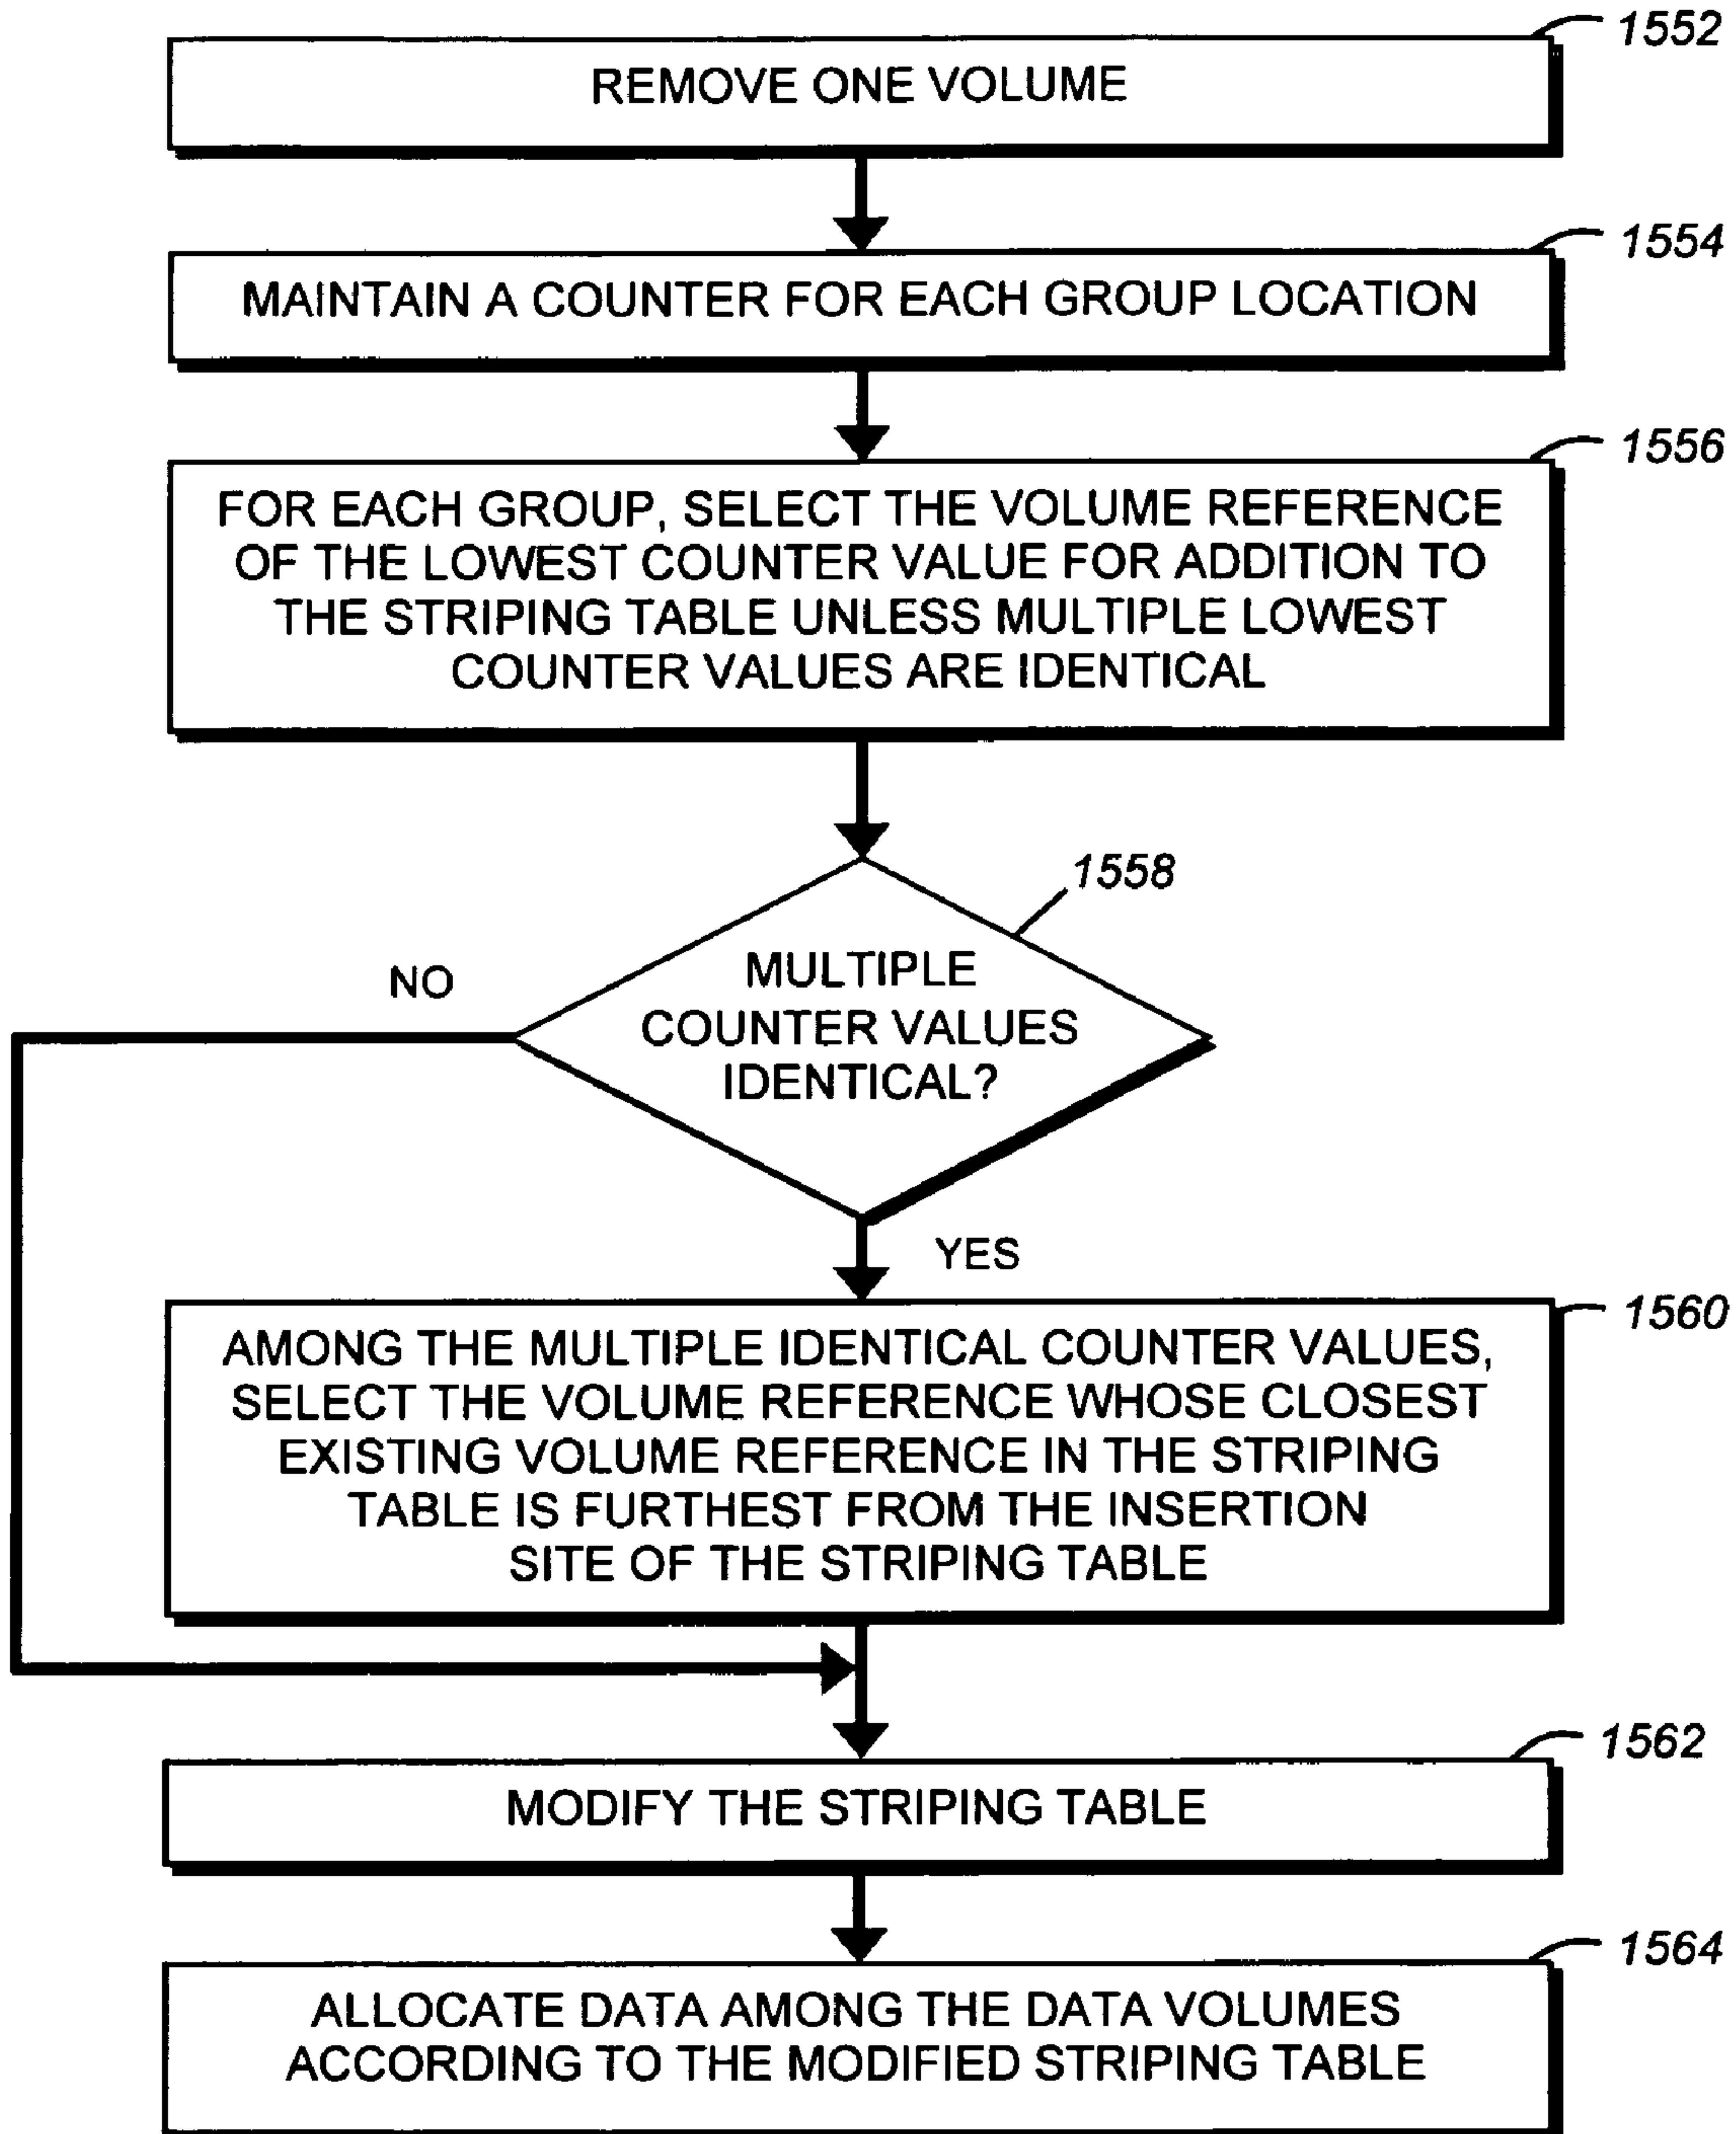 1552
REMOVE ONE VOLUME
1554
MAINTAIN A COUNTER FOR EACH GROUP LOCATION
1556
FOR EACH GROUP, SELECT THE VOLUME REFERENCE
OF THE LOWEST COUNTER VALUE FOR ADDITION TO
THE STRIPING TABLE UNLESS MULTIPLE LOWEST
COUNTER VALUES ARE IDENTICAL
1558
NO
MULTIPLE
COUNTER VALUES
IDENTICAL?
YES
1560
AMONG THE MULTIPLE IDENTICAL COUNTER VALUES,
SELECT THE VOLUME REFERENCE WHOSE CLOSEST
EXISTING VOLUME REFERENCE IN THE STRIPING
TABLE IS FURTHEST FROM THE INSERTION
SITE OF THE STRIPING TABLE
1562
MODIFY THE STRIPING TABLE
1564
ALLOCATE DATA AMONG THE DATA VOLUMES
ACCORDING TO THE MODIFIED STRIPING TABLE